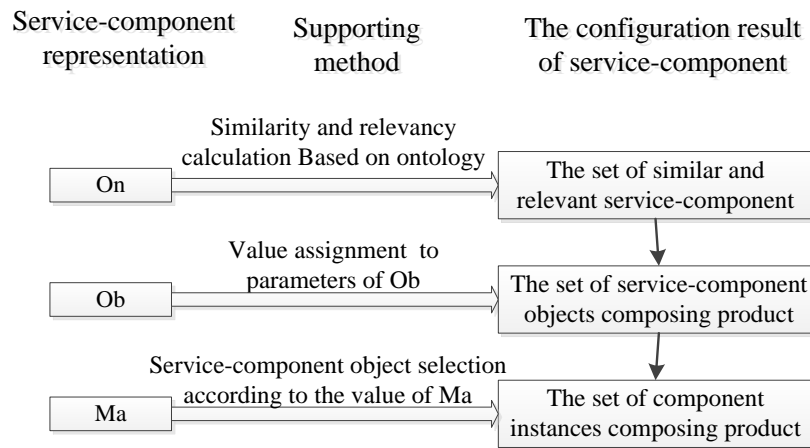 Service-component
representation
Supporting
method
The configuration result
of service-component
Similarity and relevancy
calculation Based on ontology
On
The set of similar and
relevant service-component
Value assignment to
parameters of Ob
Ob
The set of service-component
objects composing product
Service-component object selection
according to the value of Ma
Ma
The set of component
instances composing product